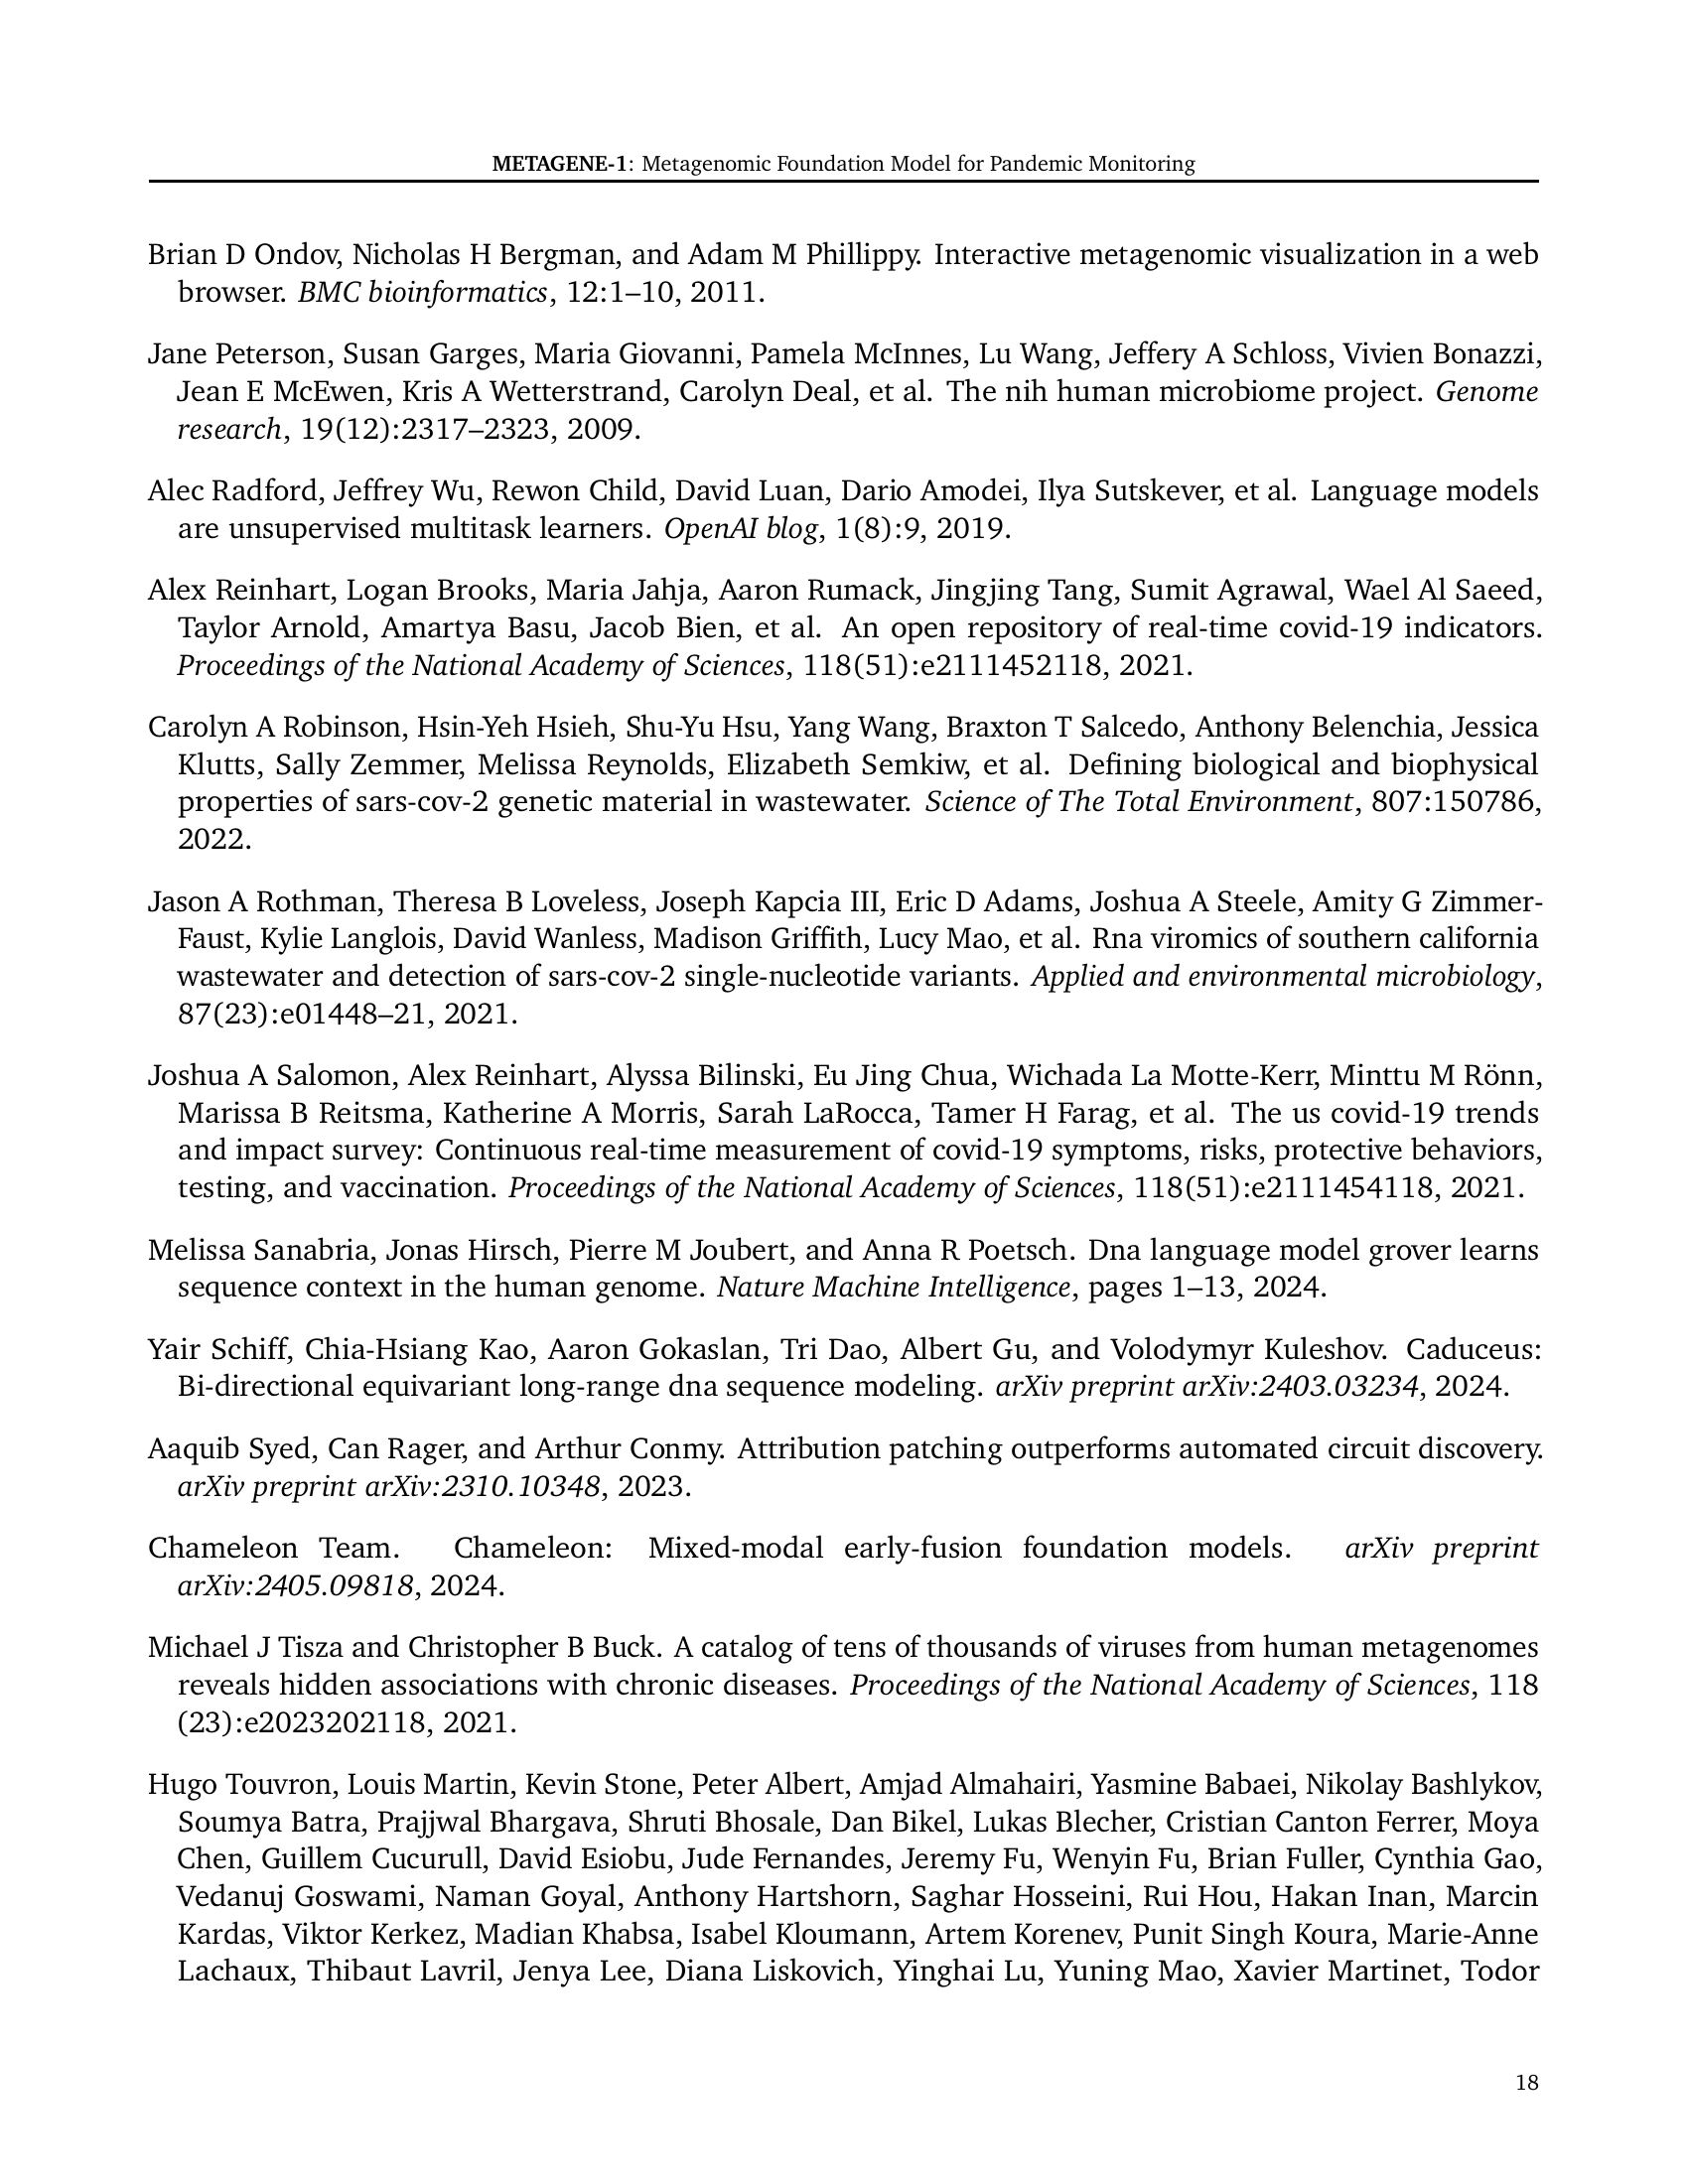 METAGENE-1: Metagenomic Foundation Model for Pandemic Monitoring
Brian D Ondov, Nicholas H Bergman, and Adam M Phillippy. Interactive metagenomic visualization in a web
browser. BMC bioinformatics, 12:1–10, 2011.
Jane Peterson, Susan Garges, Maria Giovanni, Pamela McInnes, Lu Wang, Jeffery A Schloss, Vivien Bonazzi,
Jean E McEwen, Kris A Wetterstrand, Carolyn Deal, et al. The nih human microbiome project. Genome
research, 19(12):2317–2323, 2009.
Alec Radford, Jeffrey Wu, Rewon Child, David Luan, Dario Amodei, Ilya Sutskever, et al. Language models
are unsupervised multitask learners. OpenAI blog, 1(8):9, 2019.
Alex Reinhart, Logan Brooks, Maria Jahja, Aaron Rumack, Jingjing Tang, Sumit Agrawal, Wael Al Saeed,
Taylor Arnold, Amartya Basu, Jacob Bien, et al. An open repository of real-time covid-19 indicators.
Proceedings of the National Academy of Sciences, 118(51):e2111452118, 2021.
Carolyn A Robinson, Hsin-Yeh Hsieh, Shu-Yu Hsu, Yang Wang, Braxton T Salcedo, Anthony Belenchia, Jessica
Klutts, Sally Zemmer, Melissa Reynolds, Elizabeth Semkiw, et al. Defining biological and biophysical
properties of sars-cov-2 genetic material in wastewater. Science of The Total Environment, 807:150786,
2022.
Jason A Rothman, Theresa B Loveless, Joseph Kapcia III, Eric D Adams, Joshua A Steele, Amity G Zimmer-
Faust, Kylie Langlois, David Wanless, Madison Griffith, Lucy Mao, et al. Rna viromics of southern california
wastewater and detection of sars-cov-2 single-nucleotide variants. Applied and environmental microbiology,
87(23):e01448–21, 2021.
Joshua A Salomon, Alex Reinhart, Alyssa Bilinski, Eu Jing Chua, Wichada La Motte-Kerr, Minttu M Rönn,
Marissa B Reitsma, Katherine A Morris, Sarah LaRocca, Tamer H Farag, et al. The us covid-19 trends
and impact survey: Continuous real-time measurement of covid-19 symptoms, risks, protective behaviors,
testing, and vaccination. Proceedings of the National Academy of Sciences, 118(51):e2111454118, 2021.
Melissa Sanabria, Jonas Hirsch, Pierre M Joubert, and Anna R Poetsch. Dna language model grover learns
sequence context in the human genome. Nature Machine Intelligence, pages 1–13, 2024.
Yair Schiff, Chia-Hsiang Kao, Aaron Gokaslan, Tri Dao, Albert Gu, and Volodymyr Kuleshov. Caduceus:
Bi-directional equivariant long-range dna sequence modeling. arXiv preprint arXiv:2403.03234, 2024.
Aaquib Syed, Can Rager, and Arthur Conmy. Attribution patching outperforms automated circuit discovery.
arXiv preprint arXiv:2310.10348, 2023.
Chameleon Team. Chameleon: Mixed-modal early-fusion foundation models. arXiv preprint
arXiv:2405.09818, 2024.
Michael J Tisza and Christopher B Buck. A catalog of tens of thousands of viruses from human metagenomes
reveals hidden associations with chronic diseases. Proceedings of the National Academy of Sciences, 118
(23):e2023202118, 2021.
Hugo Touvron, Louis Martin, Kevin Stone, Peter Albert, Amjad Almahairi, Yasmine Babaei, Nikolay Bashlykov,
Soumya Batra, Prajjwal Bhargava, Shruti Bhosale, Dan Bikel, Lukas Blecher, Cristian Canton Ferrer, Moya
Chen, Guillem Cucurull, David Esiobu, Jude Fernandes, Jeremy Fu, Wenyin Fu, Brian Fuller, Cynthia Gao,
Vedanuj Goswami, Naman Goyal, Anthony Hartshorn, Saghar Hosseini, Rui Hou, Hakan Inan, Marcin
Kardas, Viktor Kerkez, Madian Khabsa, Isabel Kloumann, Artem Korenev, Punit Singh Koura, Marie-Anne
Lachaux, Thibaut Lavril, Jenya Lee, Diana Liskovich, Yinghai Lu, Yuning Mao, Xavier Martinet, Todor
18